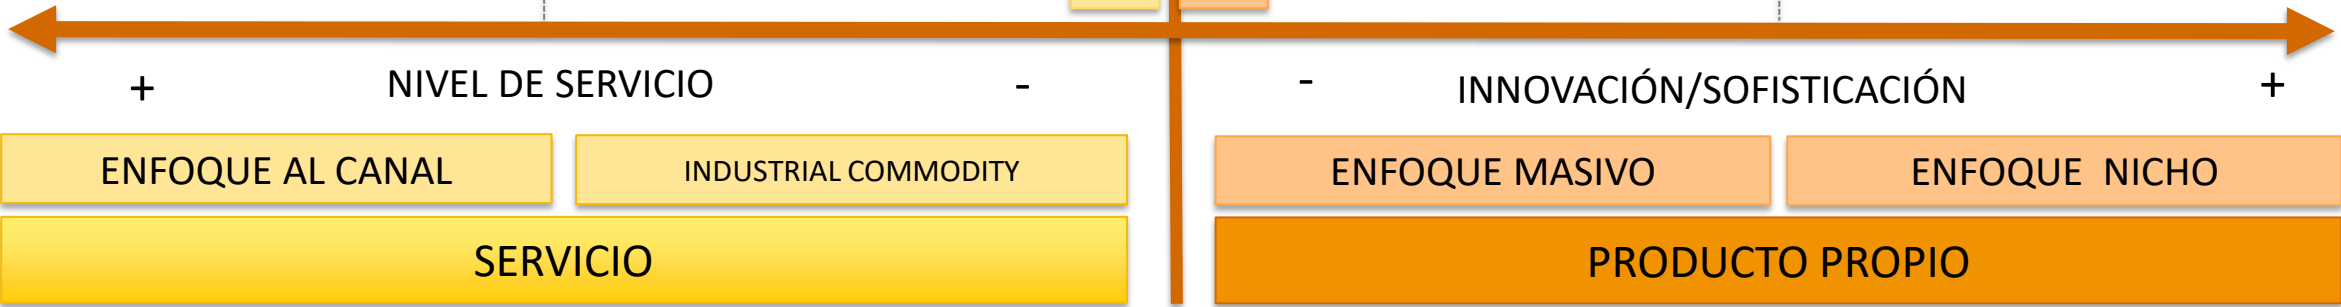 + NIVEL DE SERVICIO - - INNOVACIÓN/SOFISTICACIÓN +
ENFOQUE AL CANAL INDUSTRIAL COMMODITY ENFOQUE MASIVO ENFOQUE NICHO
SERVICIO PRODUCTO PROPIO